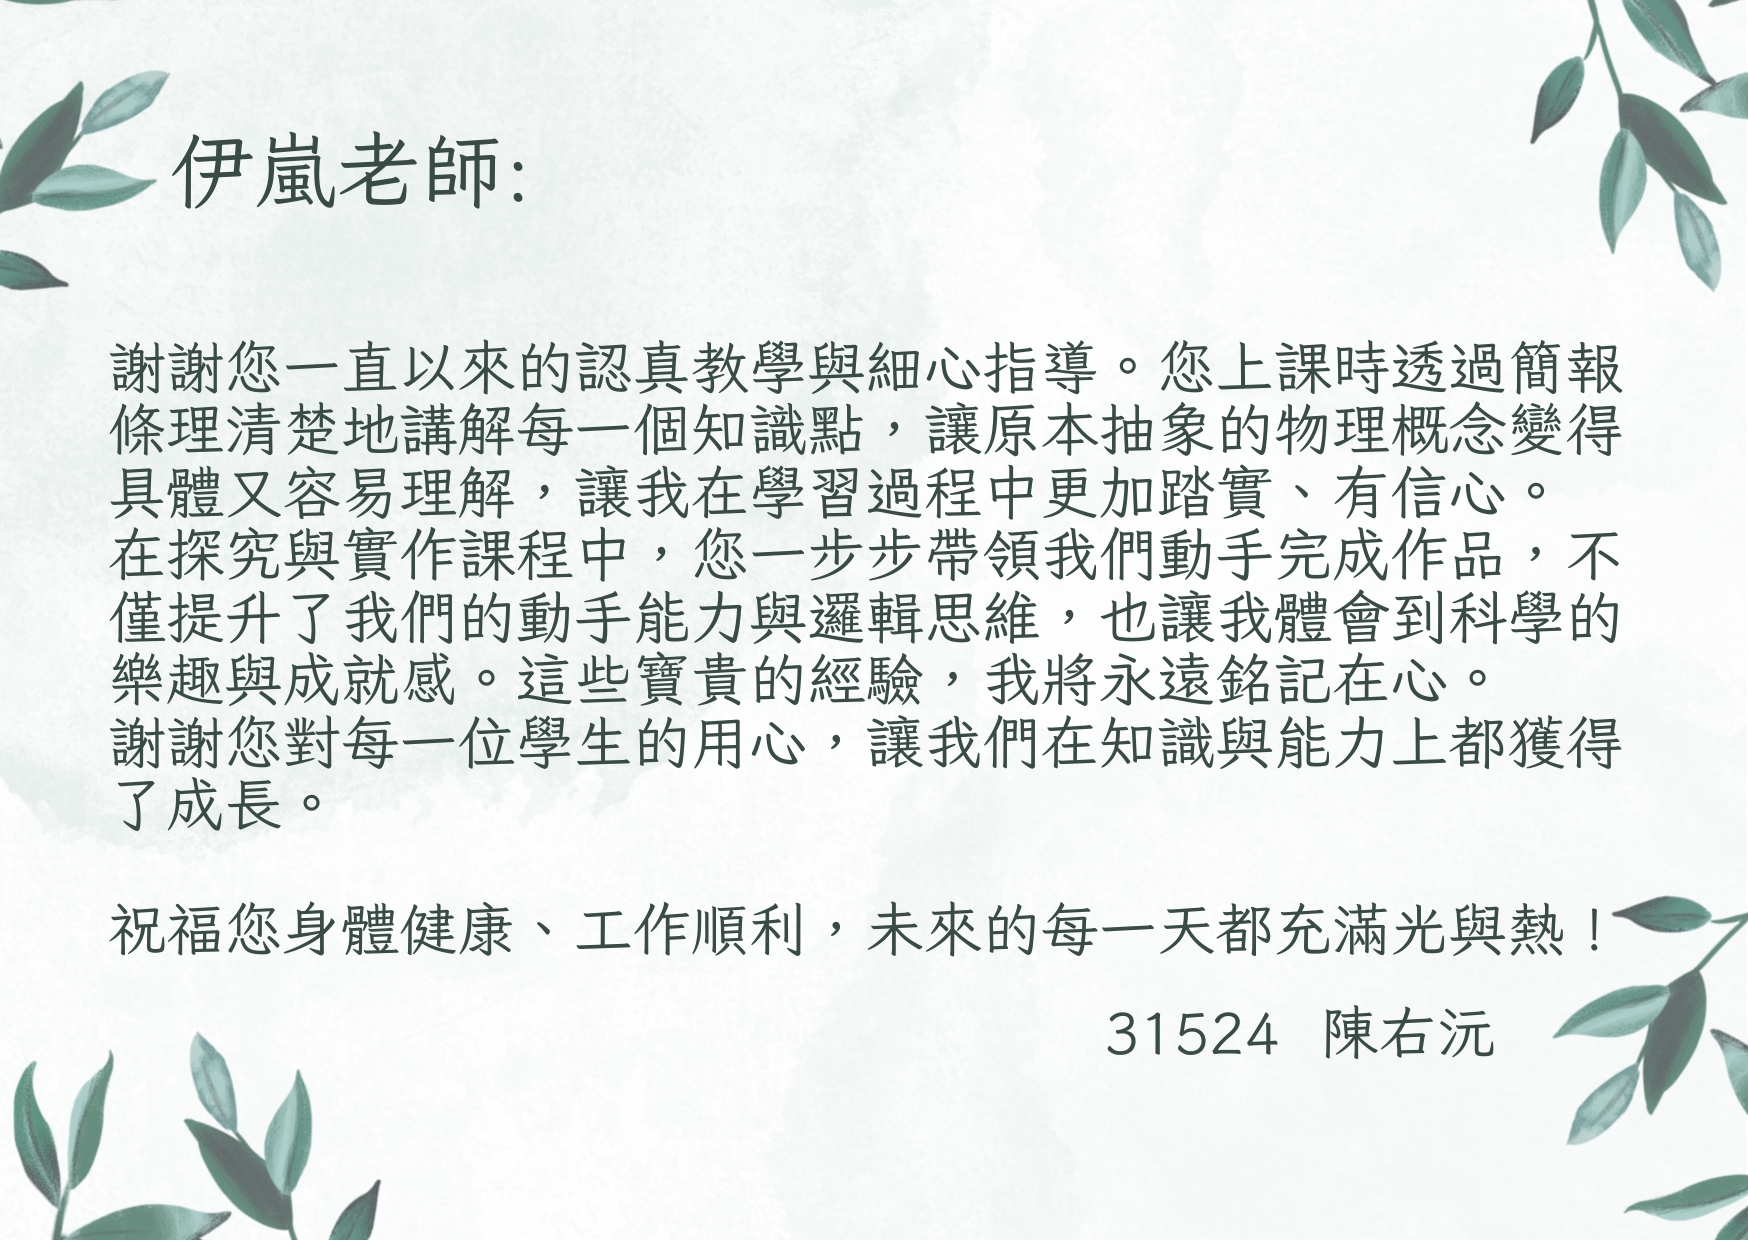 伊嵐老師:
謝謝您一直以來的認真教學與細心指導。您上課時透過簡報
條理清楚地講解每一個知識點，讓原本抽象的物理概念變得
具體又容易理解，讓我在學習過程中更加踏實、有信心。
在探究與實作課程中，您一步步帶領我們動手完成作品，不
僅提升了我們的動手能力與邏輯思維，也讓我體會到科學的
樂趣與成就感。這些寶貴的經驗，我將永遠銘記在心。
謝謝您對每一位學生的用心，讓我們在知識與能力上都獲得
了成長。
祝福您身體健康、工作順利，未來的每一天都充滿光與熱！
31524 陳右沅